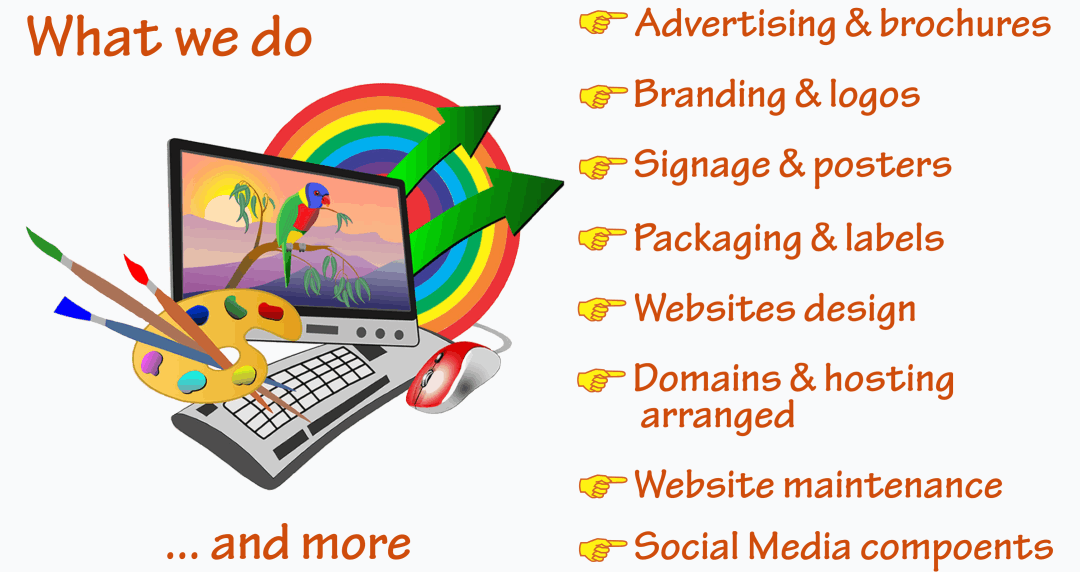 What we do
Advertising & brochures
Branding & logos
Signage & posters
Packaging & labels
Websites design
Domains & hosting
arranged
Website maintenance
Social Media compoents
... and more